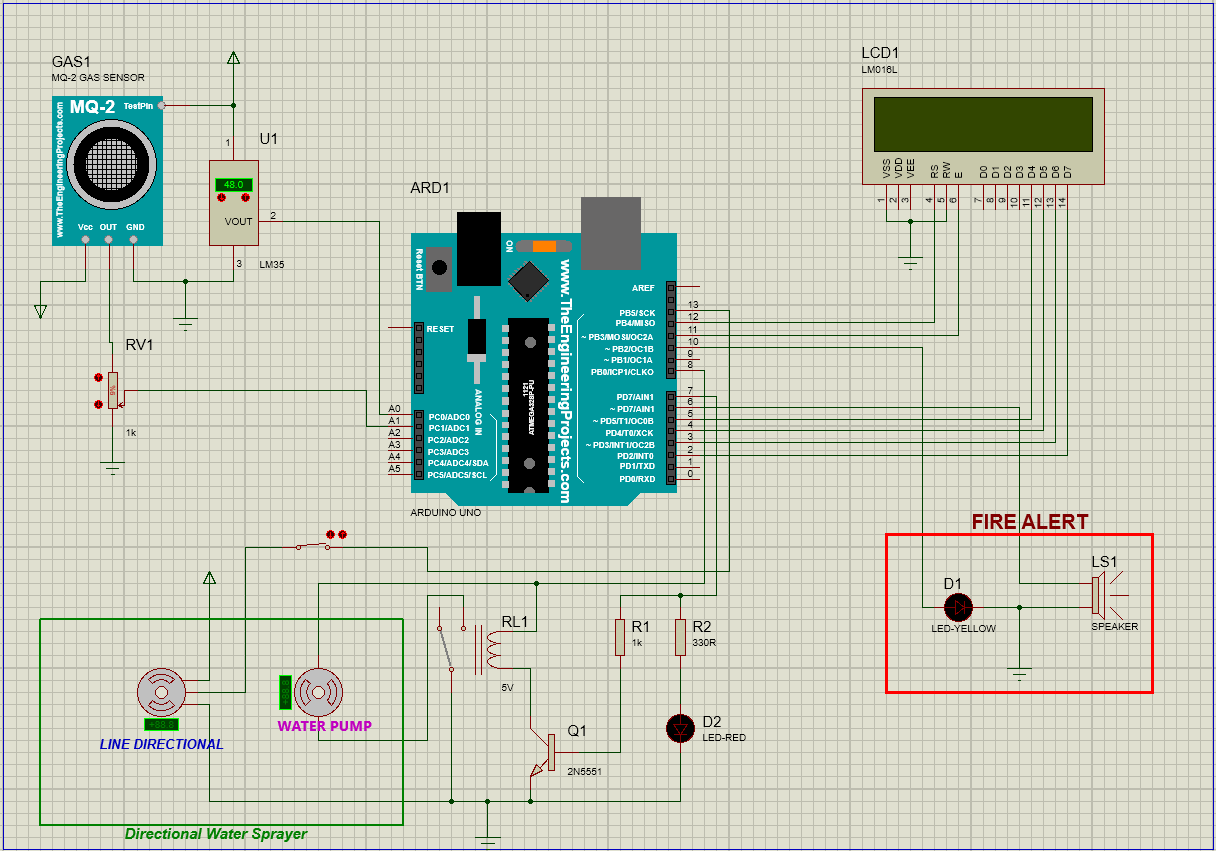 GAS1
MQ-2 GAS SENSOR
MQ-2
TestPin
www.TheEngineeringProjects.com
Vcc OUT GND
1
U1
48.0
VOUT
2
3
LM35
RV1
1k
ARD1
Reset BTN
ON
www.TheEngineeringProjects.com
RESET
ANALOG IN
1121
ATMEGA328P-PU
AREF
13
PB5/SCK
12
PB4/MISO
11
~ PB3/MOSI/OC2A
10
~ PB2/OC1B
9
~ PB1/OC1A
8
PB0/ICP1/CLKO
7
PD7/AIN1
6
~ PD7/AIN1
5
~ PD5/T1/OC0B
4
PD4/T0/XCK
3
~ PD3/INT1/OC2B
2
PD2/INT0
1
PD1/TXD
0
PD0/RXD
A0
PC0/ADC0
A1
PC1/ADC1
A2
PC2/ADC2
A3
PC3/ADC3
A4
PC4/ADC4/SDA
A5
PC5/ADC5/SCL
ARDUINO UNO
LCD1
LM016L
VSS VDD VEE RS RW E D0 D1 D2 D3 D4 D5 D6 D7
1 2 3 4 5 6 7 8 9 10 11 12 13 14
FIRE ALERT
LS1
D1
LED-YELLOW
SPEAKER
RL1
5V
R1
1k
R2
330R
Q1
2N5551
D2
LED-RED
LINE DIRECTIONAL
WATER PUMP
Directional Water Sprayer